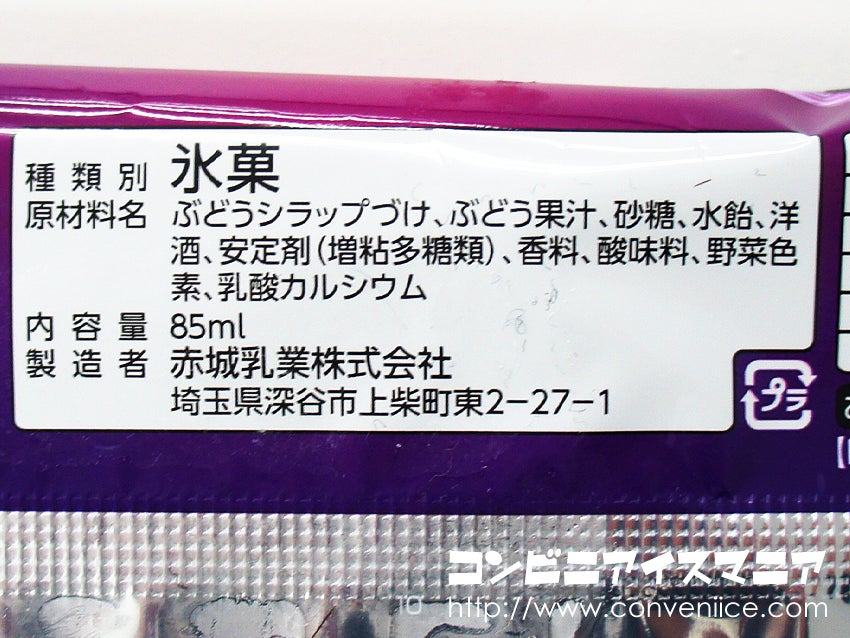 種類別 氷菓
原材料名 ぶどうシラップづけ、ぶどう果汁、砂糖、水飴、洋
酒、安定剤(増粘多糖類)、香料、酸味料、野菜色
素、乳酸カルシウム
内容量 85ml
製造者 赤城乳業株式会社
埼玉県深谷市上柴町東2-27-1
プラ
コンビニアイスマニア
http://www.conveniice.com